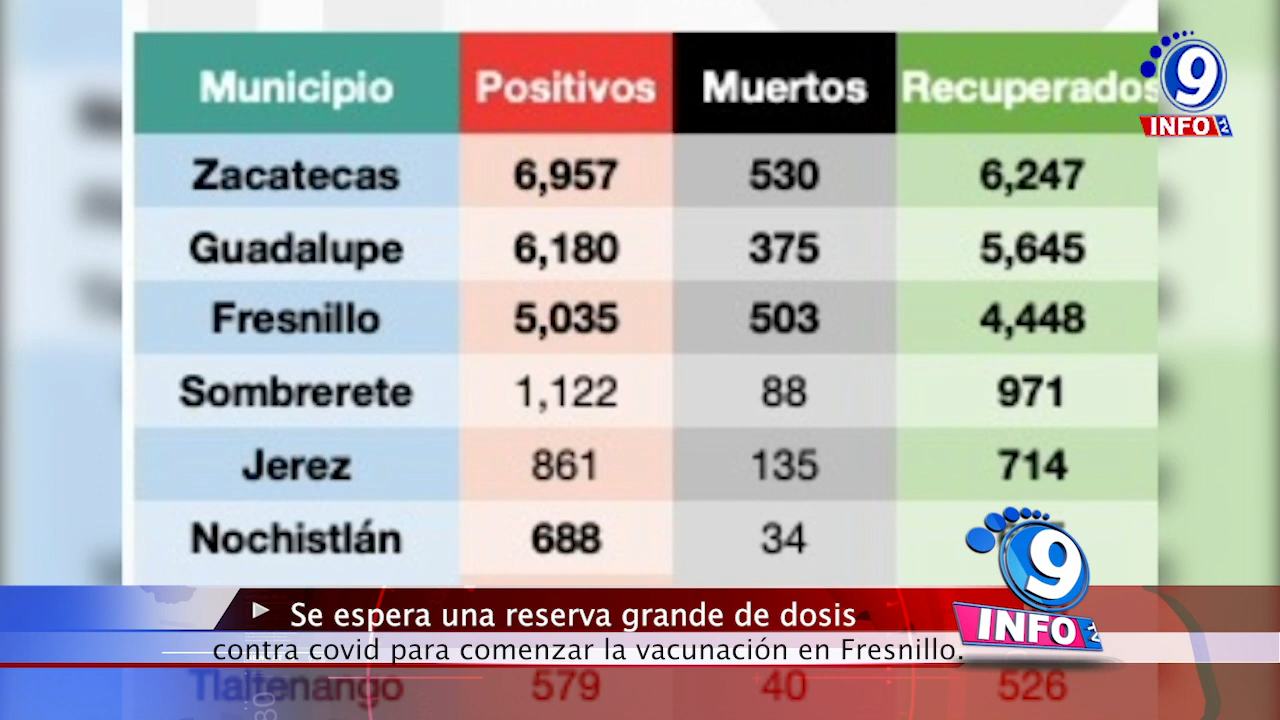 Municipio Positivos Muertos Recuperados
Zacatecas 6,957 530 6,247
Guadalupe 6,180 375 5,645
Fresnillo 5,035 503 4,448
Sombrerete 1,122 88 971
Jerez 861 135 714
Nochistlán 688 34
Se espera una reserva grande de dosis
contra covid para comenzar la vacunación en Fresnillo.
Tlaltenango 579 40 526
9
INFO TV
9
INFO TV